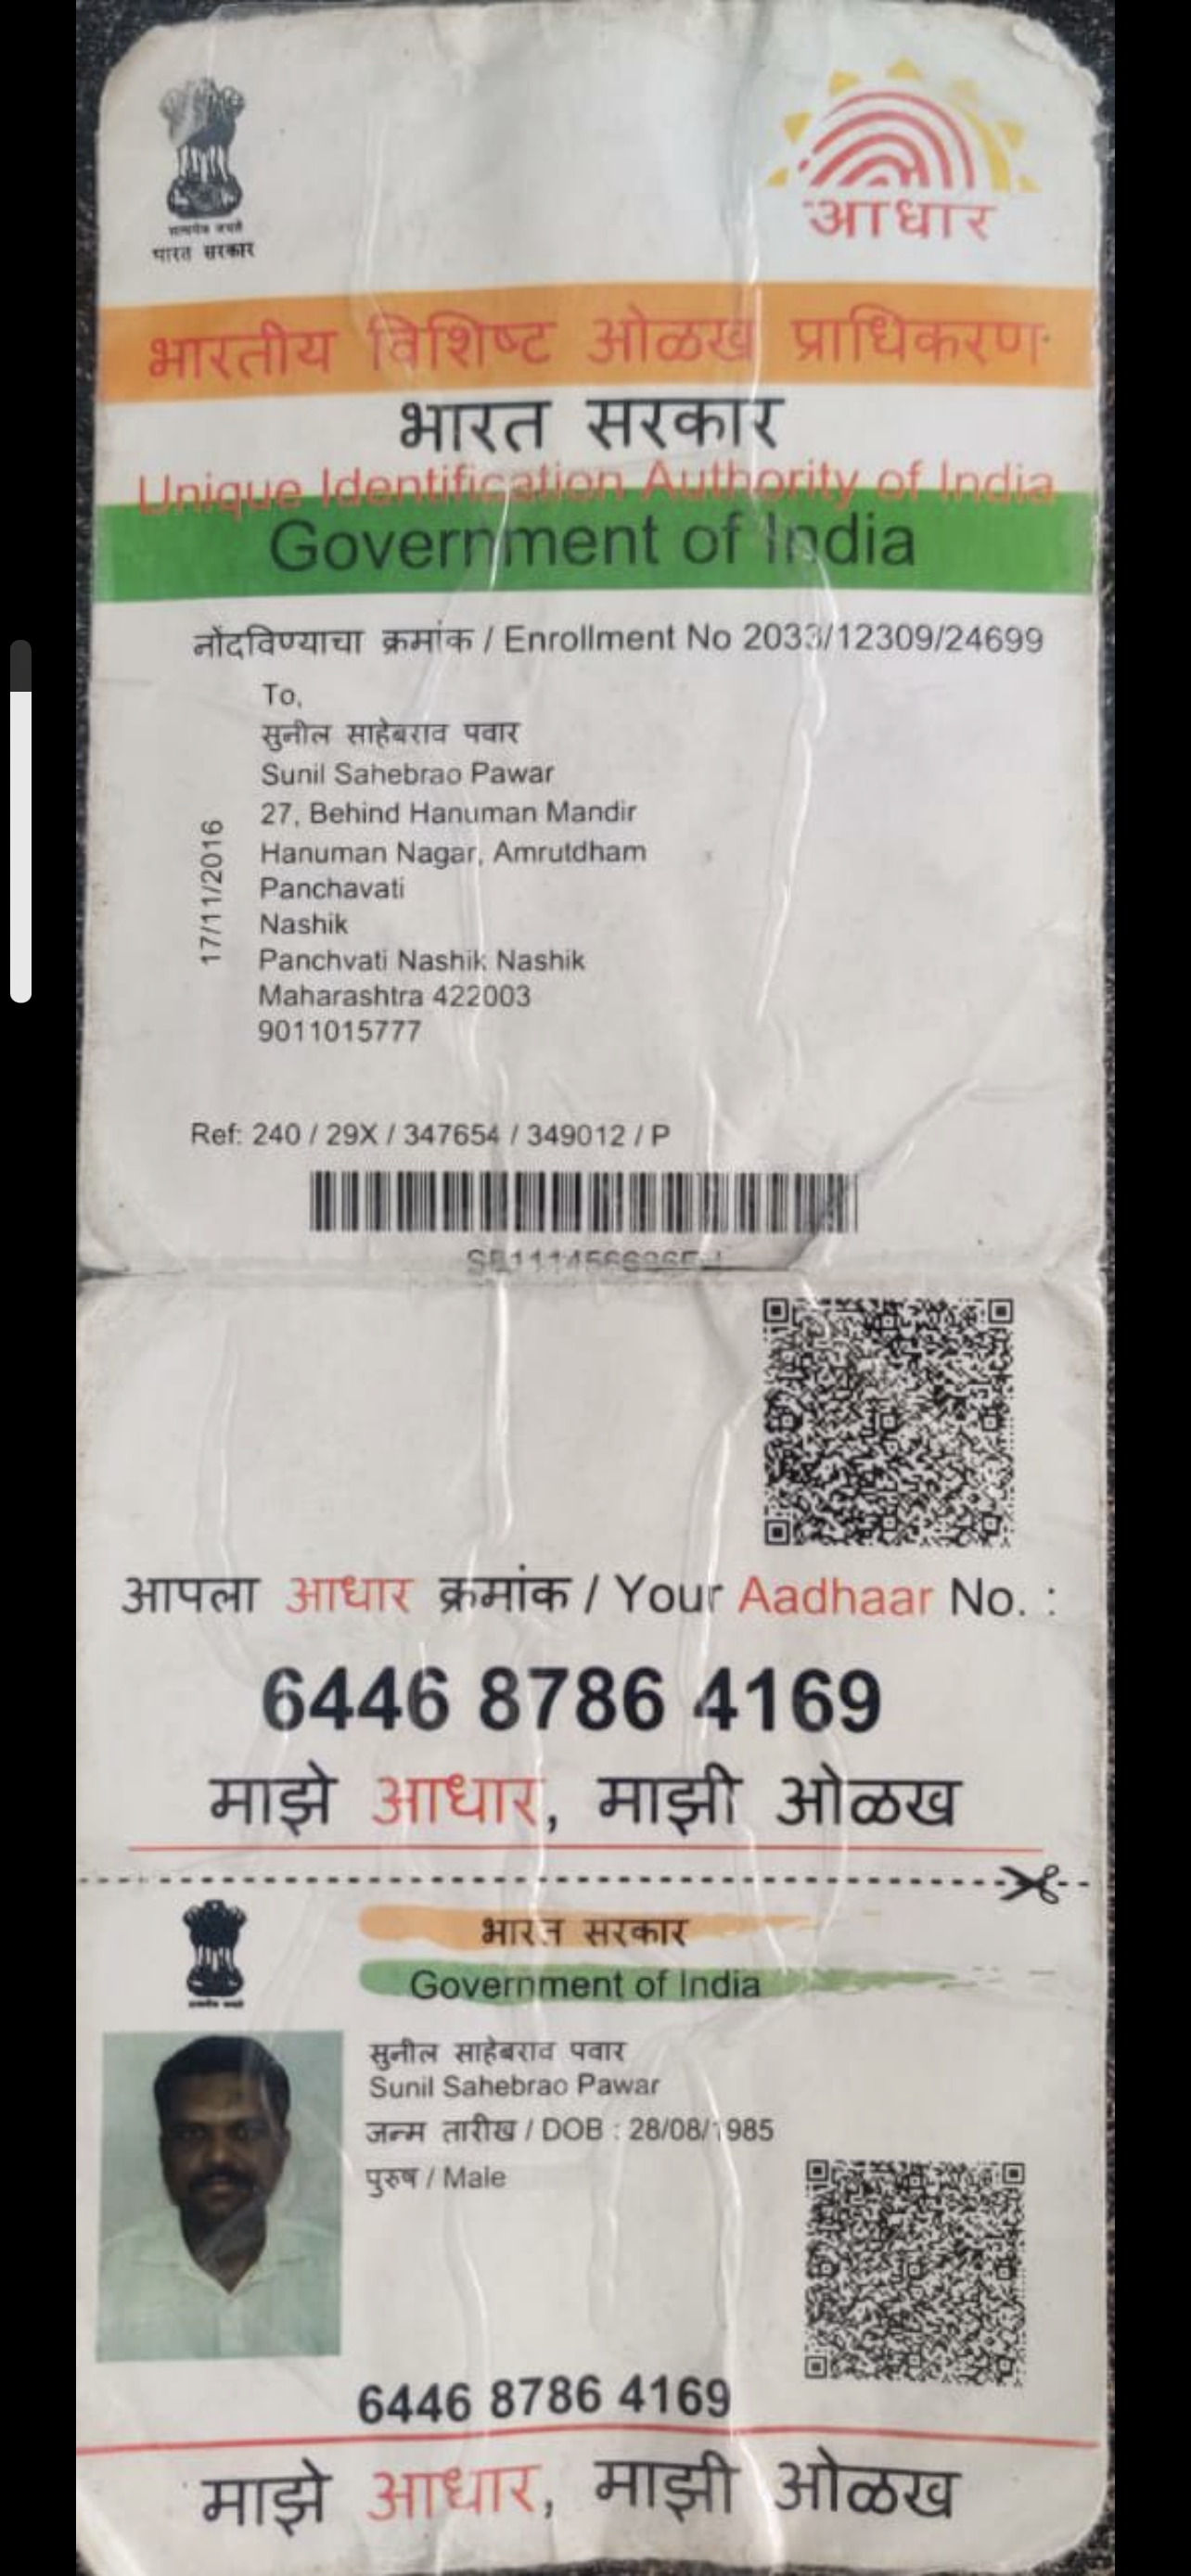 सत्यमेव जयते
भारत सरकार
आधार
भारतीय विशिष्ट ओळख प्राधिकरण
भारत सरकार
Unique Identification Authority of India
Government of India
नोंदविण्याचा क्रमांक / Enrollment No 2033/12309/24699
To,
सुनील साहेबराव पवार
Sunil Sahebrao Pawar
27, Behind Hanuman Mandir
Hanuman Nagar, Amrutdham
Panchavati
Nashik
Panchvati Nashik Nashik
Maharashtra 422003
9011015777
17/11/2016
Ref: 240 / 29X / 347654 / 349012 / P
आपला आधार क्रमांक / Your Aadhaar No. :
6446 8786 4169
माझे आधार, माझी ओळख
भारत सरकार
Government of India
सुनील साहेबराव पवार
Sunil Sahebrao Pawar
जन्म तारीख / DOB : 28/08/1985
पुरुष / Male
6446 8786 4169
माझे आधार, माझी ओळख